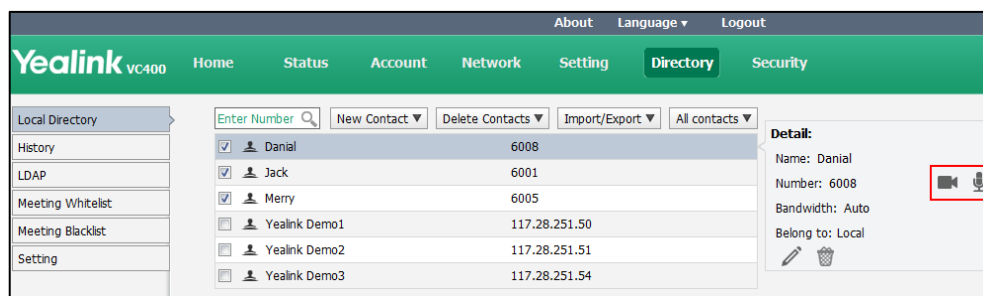 About Language ▾ Logout
Yealink VC400 Home Status Account Network Setting Directory Security
Local Directory
History
LDAP
Meeting Whitelist
Meeting Blacklist
Setting
Enter Number New Contact ▼ Delete Contacts ▼ Import/Export ▼ All contacts ▼
Danial 6008
Jack 6001
Merry 6005
Yealink Demo1 117.28.251.50
Yealink Demo2 117.28.251.51
Yealink Demo3 117.28.251.54
Detail:
Name: Danial
Number: 6008
Bandwidth: Auto
Belong to: Local